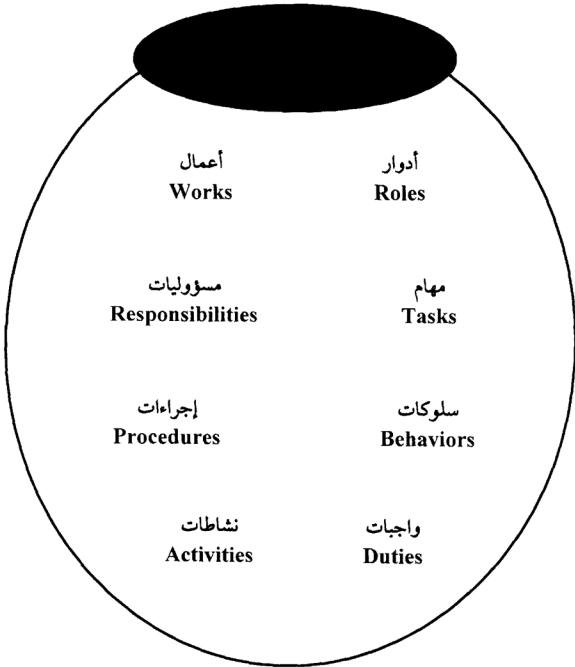 أدوار
Roles
أعمال
Works
مهام
Tasks
مسؤوليات
Responsibilities
سلوكات
Behaviors
إجراءات
Procedures
واجبات
Duties
نشاطات
Activities